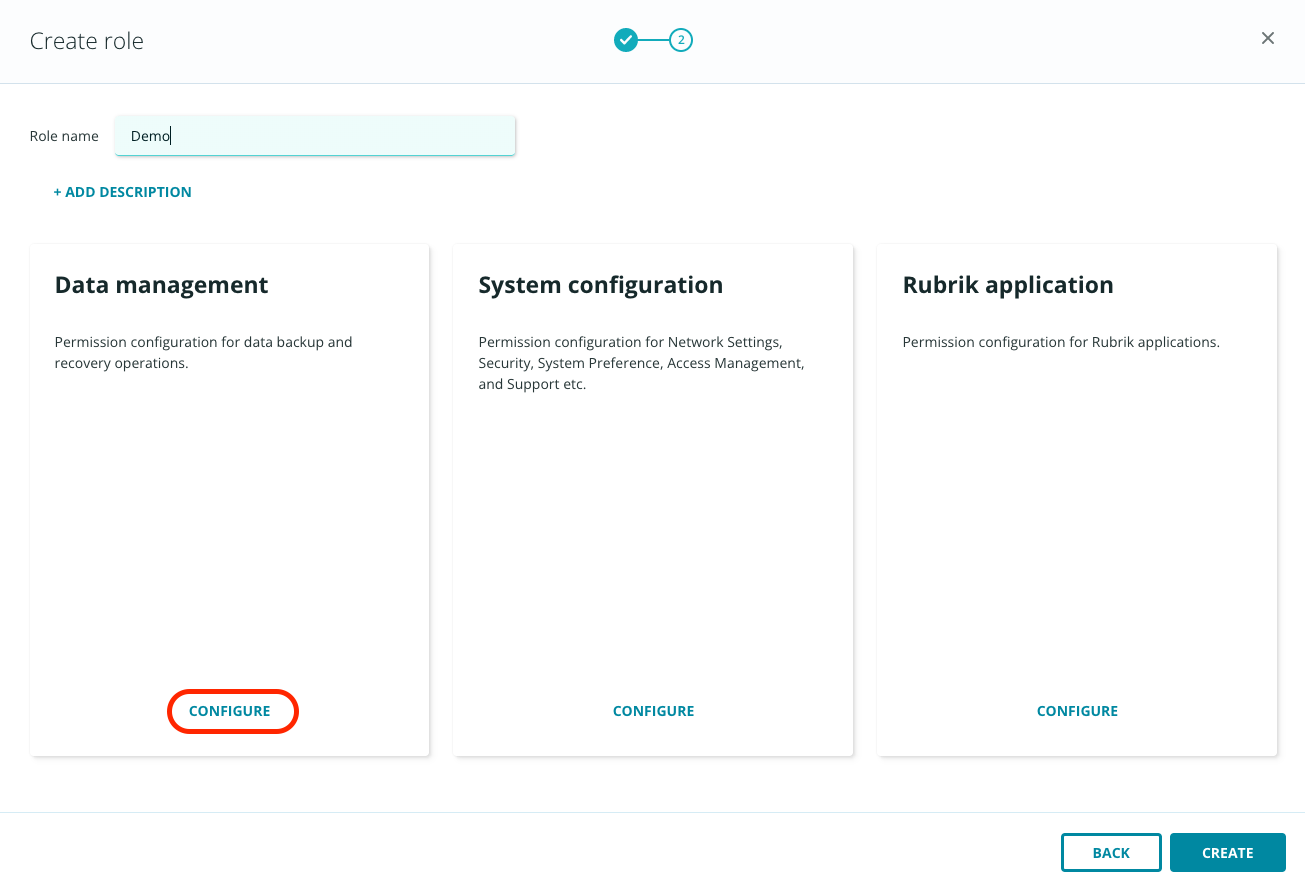 Create role
2
Role name
Demo
+ ADD DESCRIPTION
Data management
Permission configuration for data backup and
recovery operations.
CONFIGURE
System configuration
Permission configuration for Network Settings,
Security, System Preference, Access Management,
and Support etc.
CONFIGURE
Rubrik application
Permission configuration for Rubrik applications.
CONFIGURE
BACK
CREATE